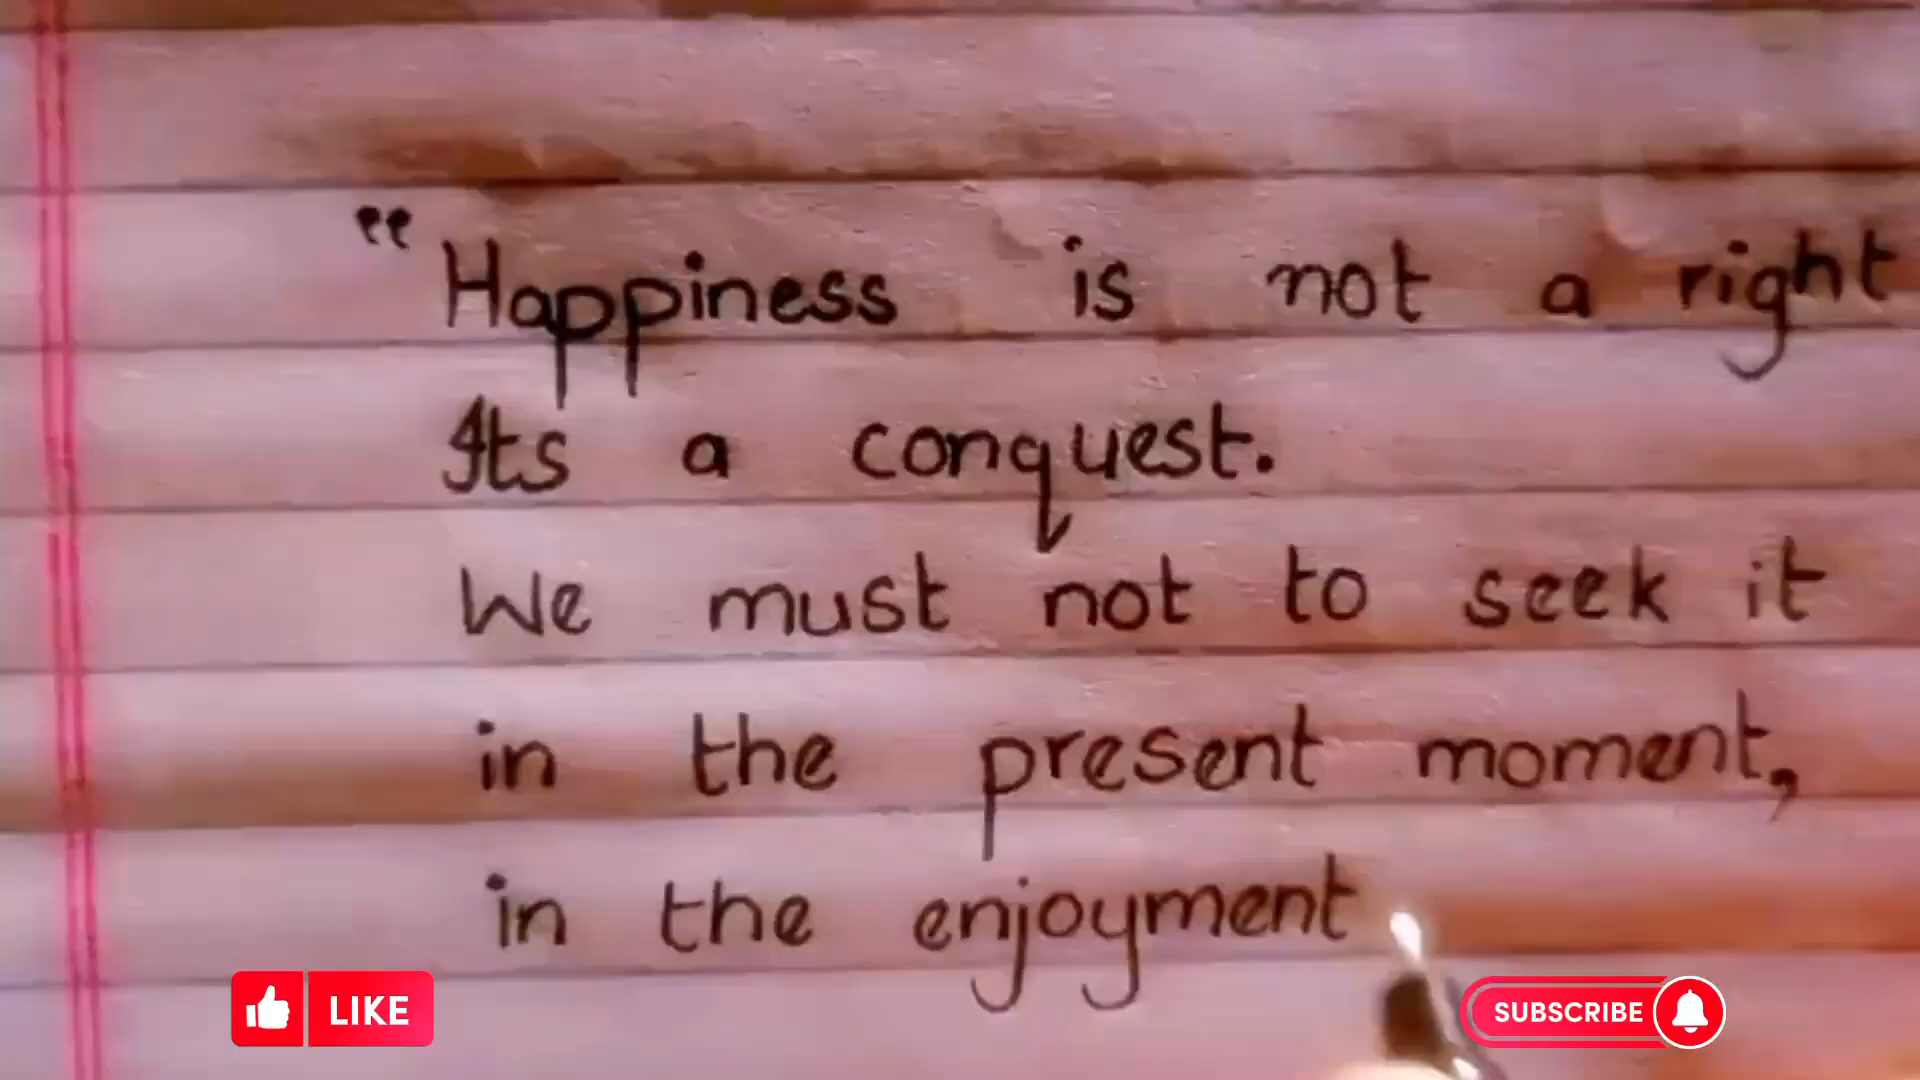 "Happiness is not a right
Its a conquest.
We must not to seek it
in the present moment,
in the enjoyment
LIKE
SUBSCRIBE